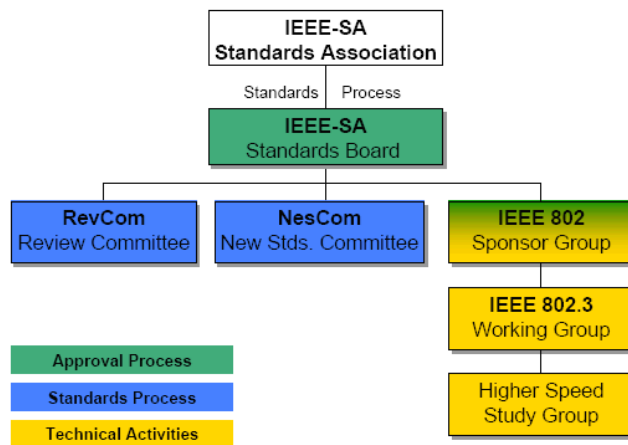 IEEE-SA
Standards Association
Standards Process
IEEE-SA
Standards Board
RevCom
Review Committee
NesCom
New Stds. Committee
IEEE 802
Sponsor Group
IEEE 802.3
Working Group
Higher Speed
Study Group
Approval Process
Standards Process
Technical Activities